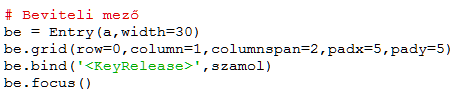 # Beviteli mező
be = Entry(a,width=30)
be.grid(row=0,column=1,columnspan=2,padx=5,pady=5)
be.bind('<KeyRelease>',szamol)
be.focus()